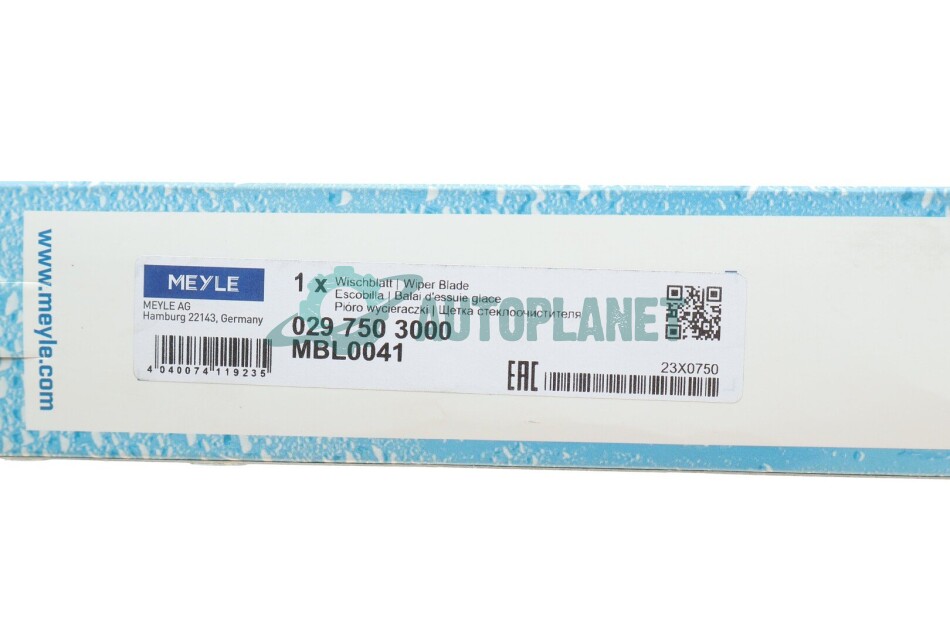 www.meyle.com
MEYLE
MEYLE AG
Hamburg 22143, Germany
4 040074 119235
1 x Wischblatt | Wiper Blade
Escobilla | Balai d'essuie glace
Pióro wycieraczki | Щетка стеклоочистителя
029 750 3000
MBL0041
EAC
23X0750
AUTOPLANET